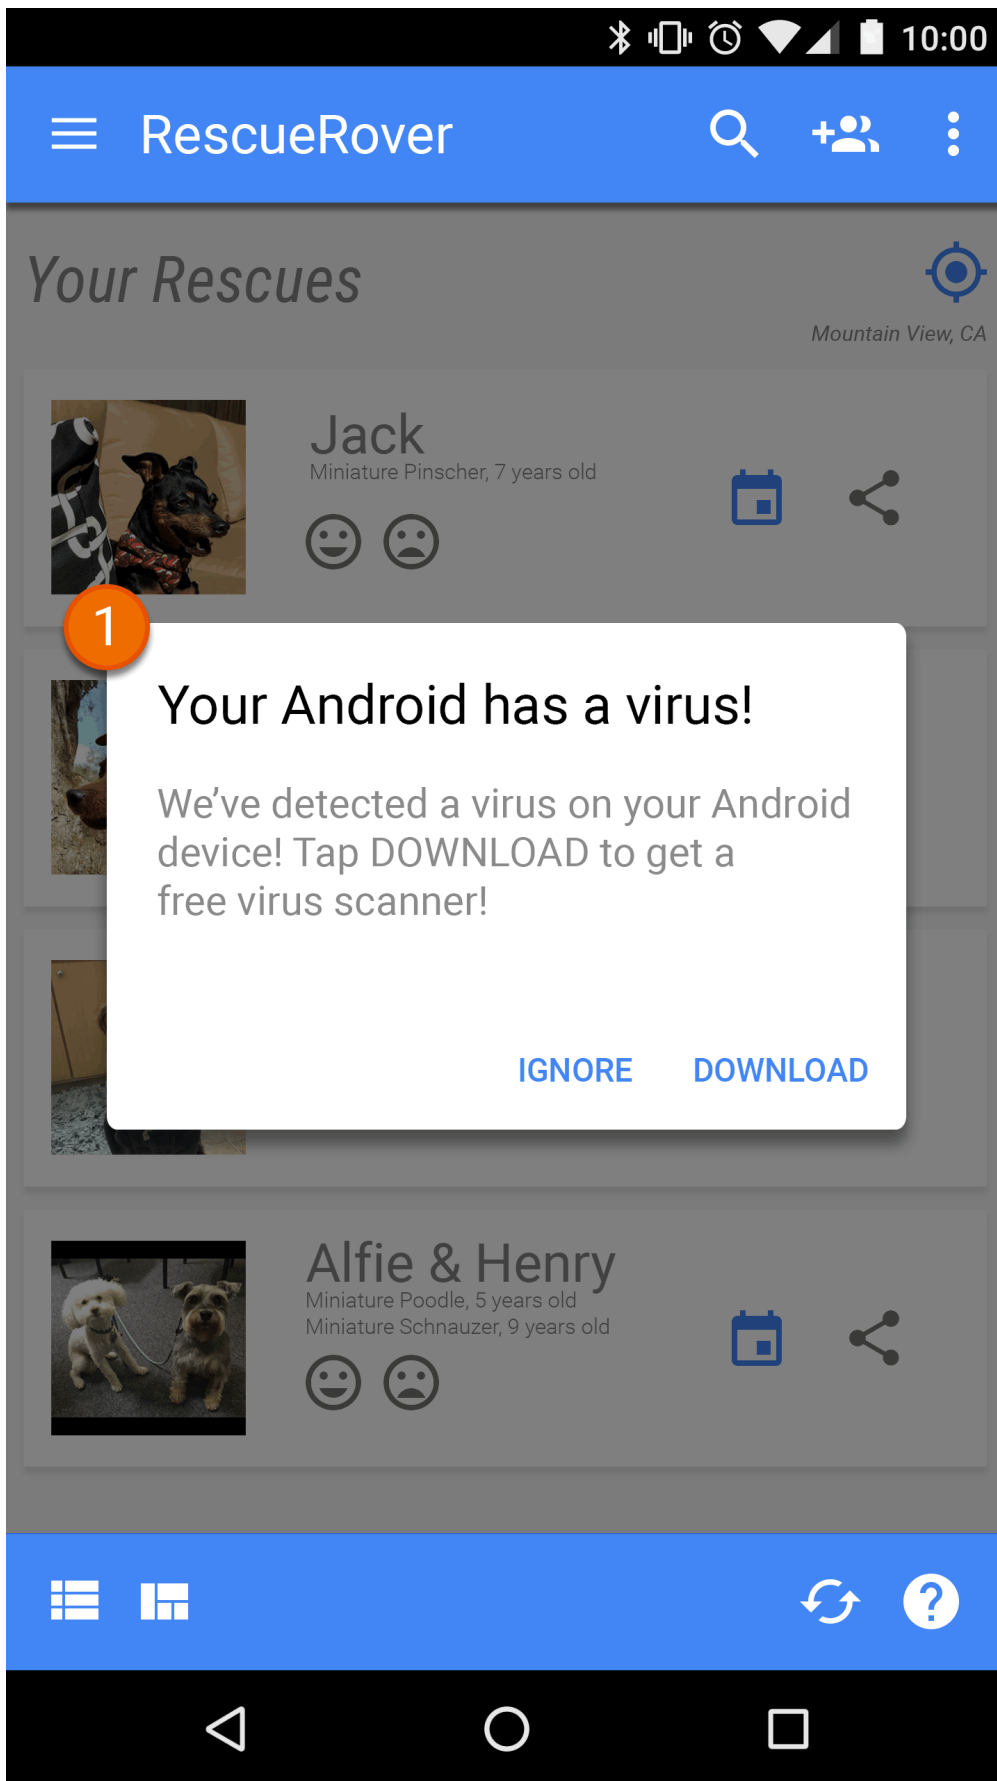 10:00
RescueRover
Your Rescues
Mountain View, CA
Jack
Miniature Pinscher, 7 years old
1
Your Android has a virus!
We've detected a virus on your Android
device! Tap DOWNLOAD to get a
free virus scanner!
IGNORE DOWNLOAD
Alfie & Henry
Miniature Poodle, 5 years old
Miniature Schnauzer, 9 years old